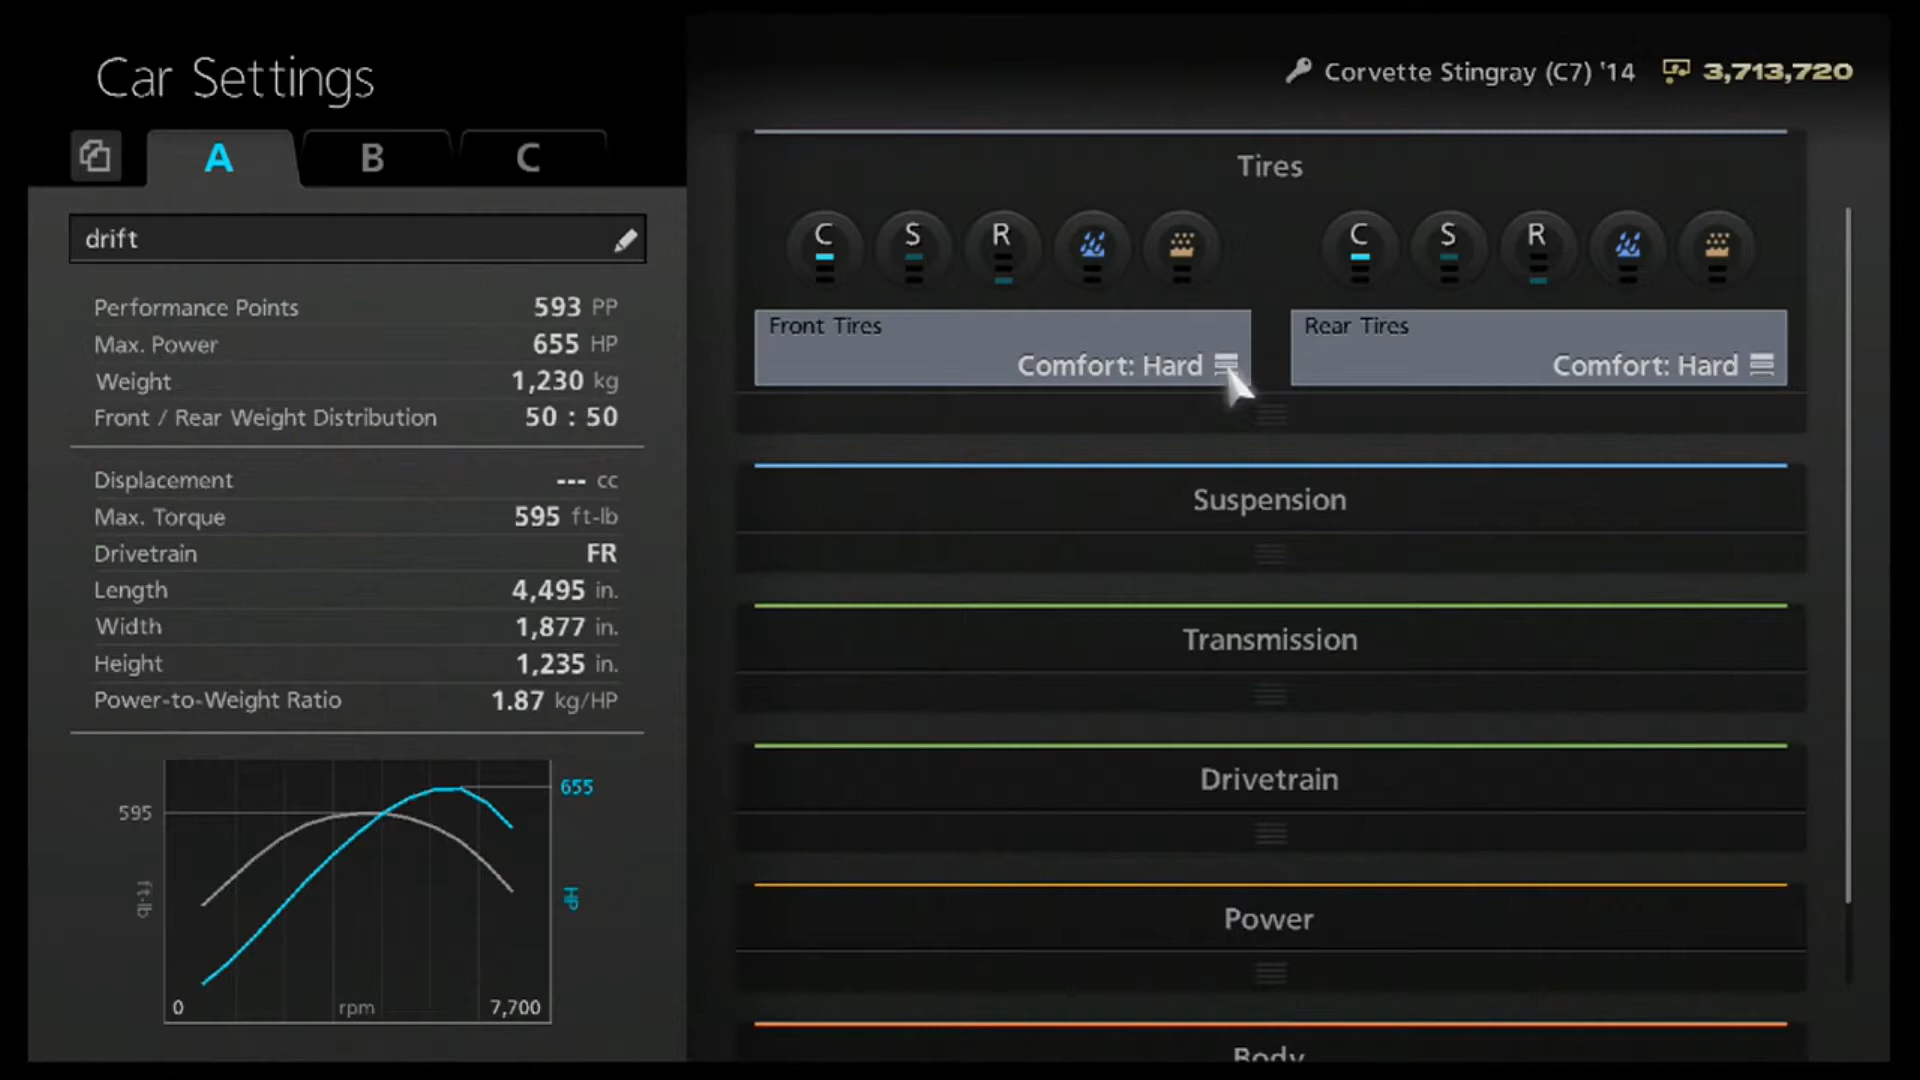 Car Settings
Corvette Stingray (C7) '14 3,713,720
A B C
drift
Performance Points 593 PP
Max. Power 655 HP
Weight 1,230 kg
Front / Rear Weight Distribution 50 : 50
Displacement --- cc
Max. Torque 595 ft-lb
Drivetrain FR
Length 4,495 in.
Width 1,877 in.
Height 1,235 in.
Power-to-Weight Ratio 1.87 kg/HP
655
595
ft-lb
HP
0 rpm 7,700
Tires
C S R C S R
Front Tires
Comfort: Hard
Rear Tires
Comfort: Hard
Suspension
Transmission
Drivetrain
Power
Body